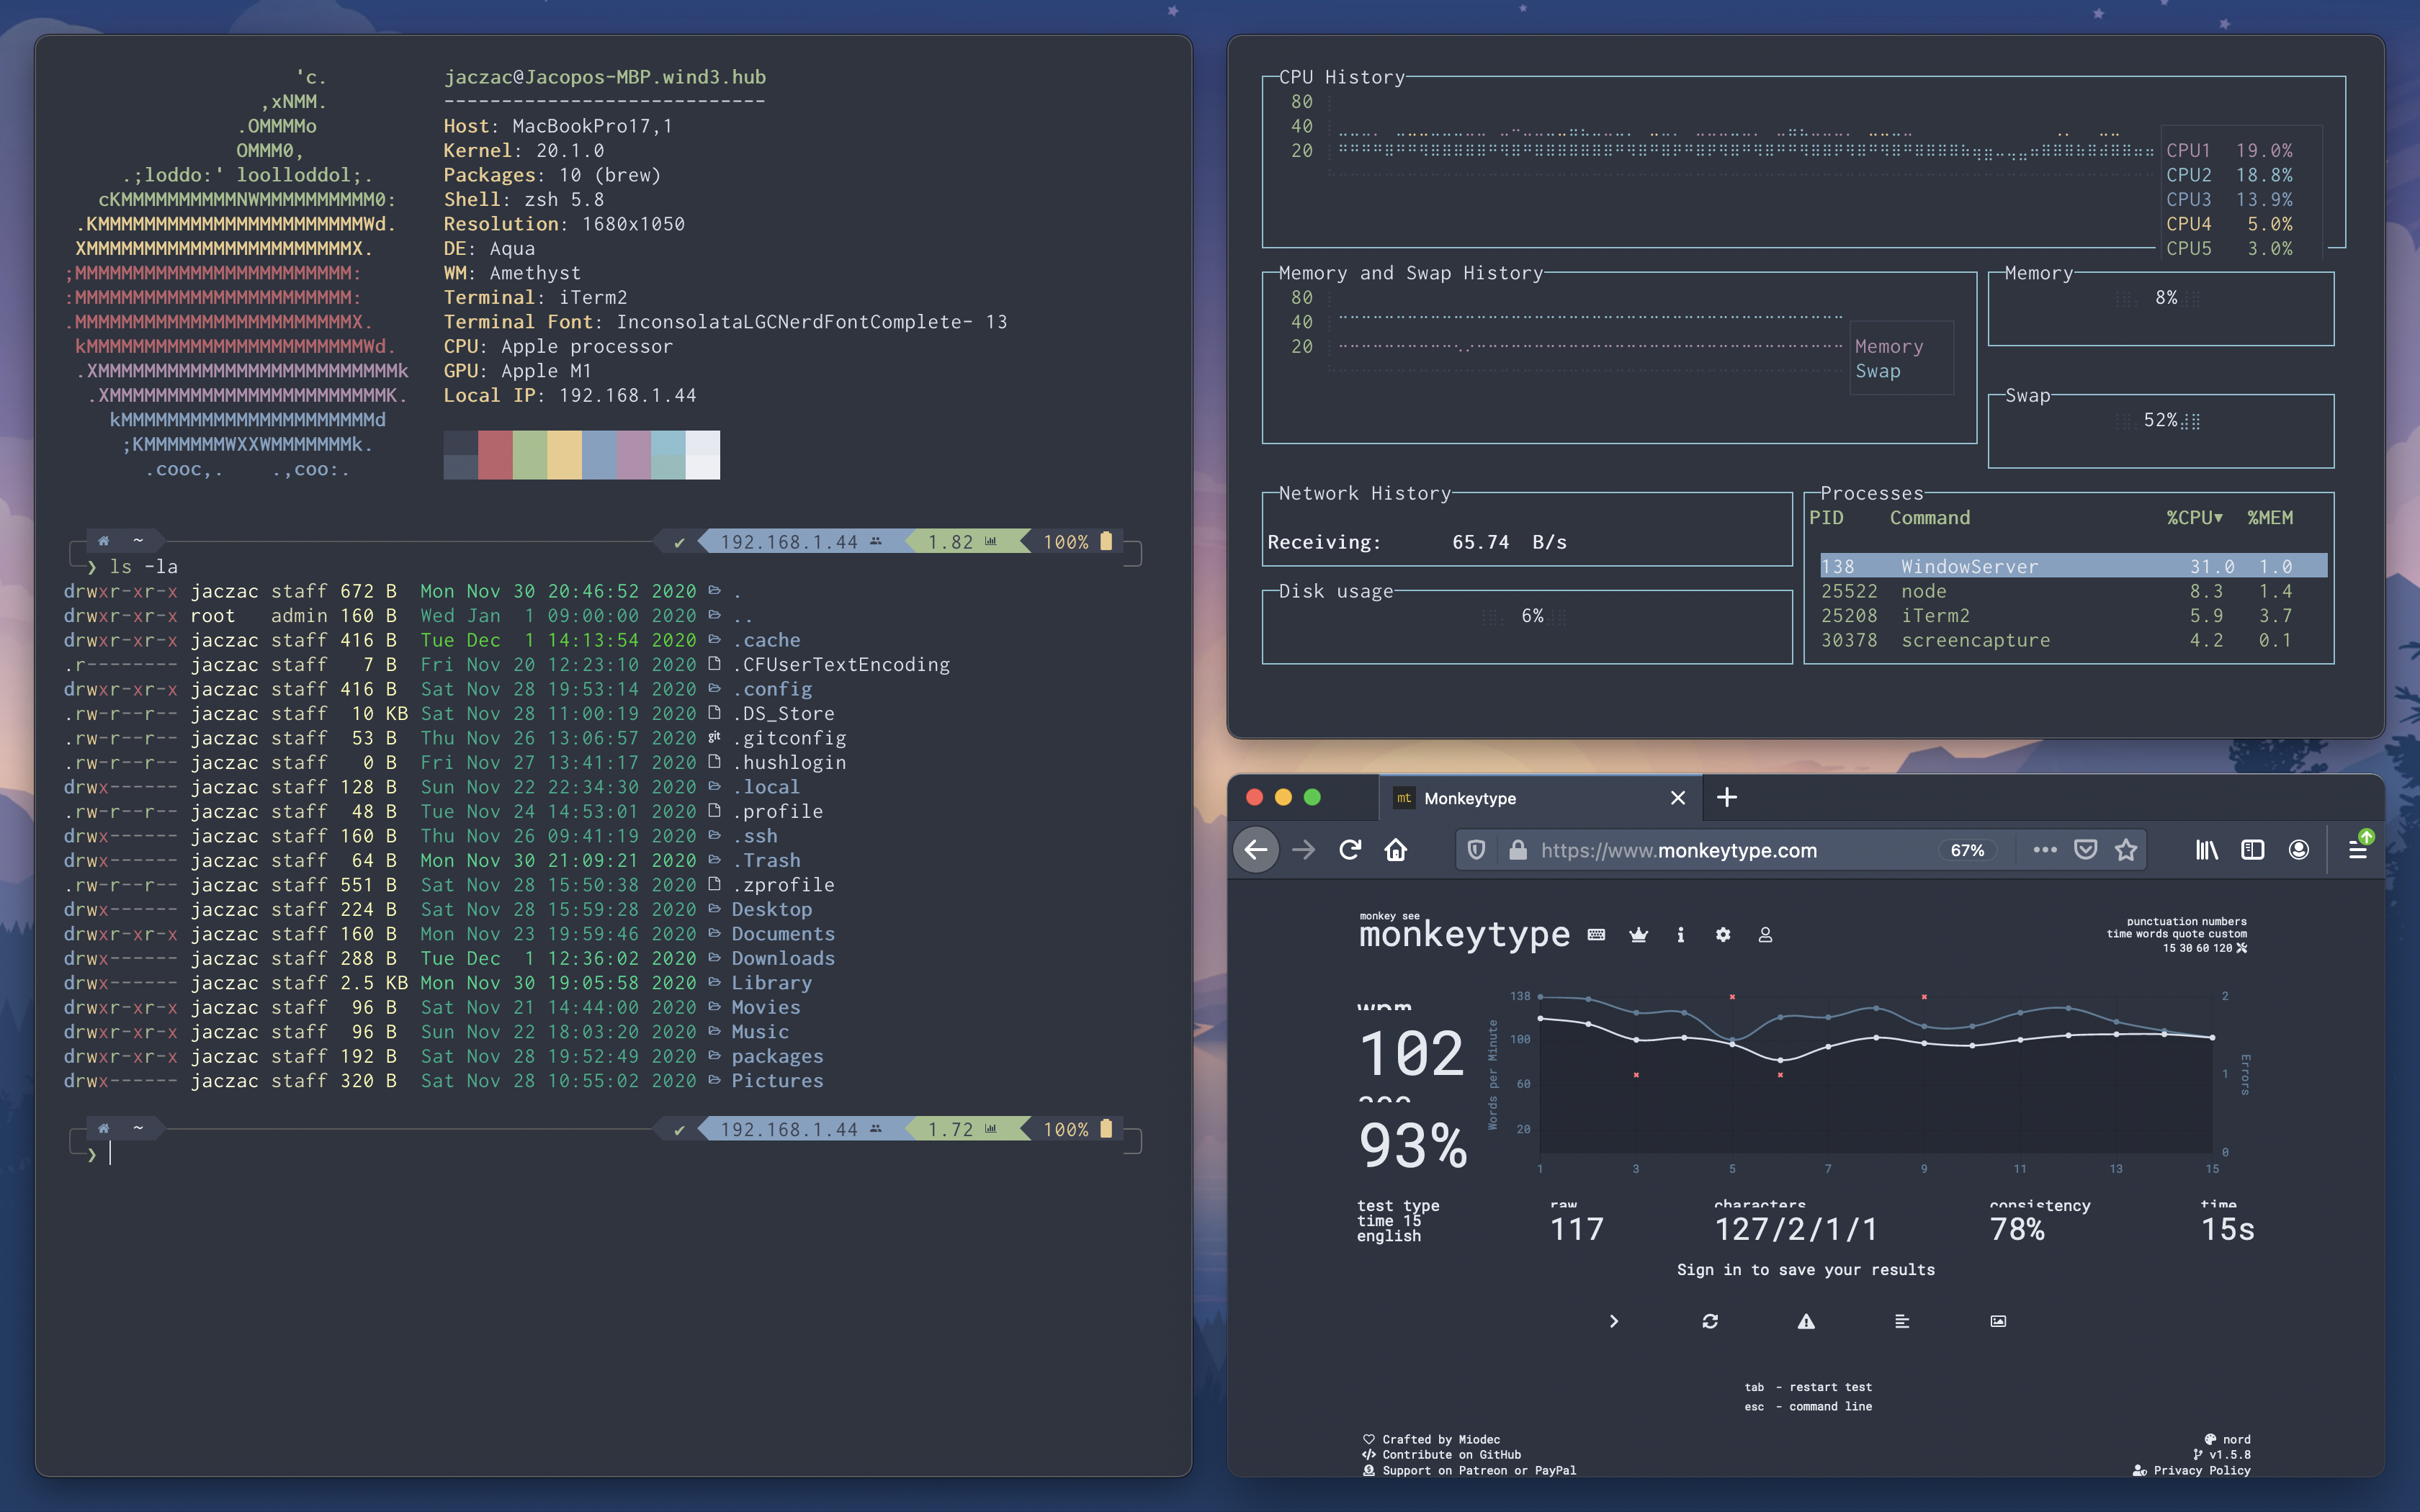 'c.
,xNMM.
.OMMMMo
OMMM0,
.;loddo:' loolloddol;.
cKMMMMMMMMMMNWMMMMMMMMMM0:
.KMMMMMMMMMMMMMMMMMMMMMMMWd.
XMMMMMMMMMMMMMMMMMMMMMMMX.
;MMMMMMMMMMMMMMMMMMMMMMMM:
:MMMMMMMMMMMMMMMMMMMMMMMM:
.MMMMMMMMMMMMMMMMMMMMMMMMX.
kMMMMMMMMMMMMMMMMMMMMMMMMWd.
.XMMMMMMMMMMMMMMMMMMMMMMMMMMk
.XMMMMMMMMMMMMMMMMMMMMMMMMK.
kMMMMMMMMMMMMMMMMMMMMMMd
;KMMMMMMMWXXWMMMMMMMk.
.cooc,. .,coo:.
jaczac@Jacopos-MBP.wind3.hub
----------------------------
Host: MacBookPro17,1
Kernel: 20.1.0
Packages: 10 (brew)
Shell: zsh 5.8
Resolution: 1680x1050
DE: Aqua
WM: Amethyst
Terminal: iTerm2
Terminal Font: InconsolataLGCNerdFontComplete- 13
CPU: Apple processor
GPU: Apple M1
Local IP: 192.168.1.44
~ ✔ 192.168.1.44 1.82 100%
❯ ls -la
drwxr-xr-x jaczac staff 672 B Mon Nov 30 20:46:52 2020 .
drwxr-xr-x root admin 160 B Wed Jan 1 09:00:00 2020 ..
drwxr-xr-x jaczac staff 416 B Tue Dec 1 14:13:54 2020 .cache
.r-------- jaczac staff 7 B Fri Nov 20 12:23:10 2020 .CFUserTextEncoding
drwxr-xr-x jaczac staff 416 B Sat Nov 28 19:53:14 2020 .config
.rw-r--r-- jaczac staff 10 KB Sat Nov 28 11:00:19 2020 .DS_Store
.rw-r--r-- jaczac staff 53 B Thu Nov 26 13:06:57 2020 git .gitconfig
.rw-r--r-- jaczac staff 0 B Fri Nov 27 13:41:17 2020 .hushlogin
drwx------ jaczac staff 128 B Sun Nov 22 22:34:30 2020 .local
.rw-r--r-- jaczac staff 48 B Tue Nov 24 14:53:01 2020 .profile
drwx------ jaczac staff 160 B Thu Nov 26 09:41:19 2020 .ssh
drwx------ jaczac staff 64 B Mon Nov 30 21:09:21 2020 .Trash
.rw-r--r-- jaczac staff 551 B Sat Nov 28 15:50:38 2020 .zprofile
drwx------ jaczac staff 224 B Sat Nov 28 15:59:28 2020 Desktop
drwxr-xr-x jaczac staff 160 B Mon Nov 23 19:59:46 2020 Documents
drwx------ jaczac staff 288 B Tue Dec 1 12:36:02 2020 Downloads
drwx------ jaczac staff 2.5 KB Mon Nov 30 19:05:58 2020 Library
drwxr-xr-x jaczac staff 96 B Sat Nov 21 14:44:00 2020 Movies
drwxr-xr-x jaczac staff 96 B Sun Nov 22 18:03:20 2020 Music
drwxr-xr-x jaczac staff 192 B Sat Nov 28 19:52:49 2020 packages
drwx------ jaczac staff 320 B Sat Nov 28 10:55:02 2020 Pictures
~ ✔ 192.168.1.44 1.72 100%
❯
CPU History
80
40
20
CPU1 19.0%
CPU2 18.8%
CPU3 13.9%
CPU4 5.0%
CPU5 3.0%
Memory and Swap History
80
40
20
Memory
Swap
Memory
8%
Swap
52%
Network History
Receiving: 65.74 B/s
Disk usage
6%
Processes
PID Command %CPU▼ %MEM
138 WindowServer 31.0 1.0
25522 node 8.3 1.4
25208 iTerm2 5.9 3.7
30378 screencapture 4.2 0.1
mt Monkeytype
https://www.monkeytype.com 67%
monkey see
monkeytype
punctuation numbers
time words quote custom
15 30 60 120
wpm
102
93%
Words per Minute
138
100
60
20
1 3 5 7 9 11 13 15
2
1
0
Errors
test type
time 15
english
raw
117
characters
127/2/1/1
consistency
78%
time
15s
Sign in to save your results
tab - restart test
esc - command line
Crafted by Miodec
Contribute on GitHub
Support on Patreon or PayPal
nord
v1.5.8
Privacy Policy